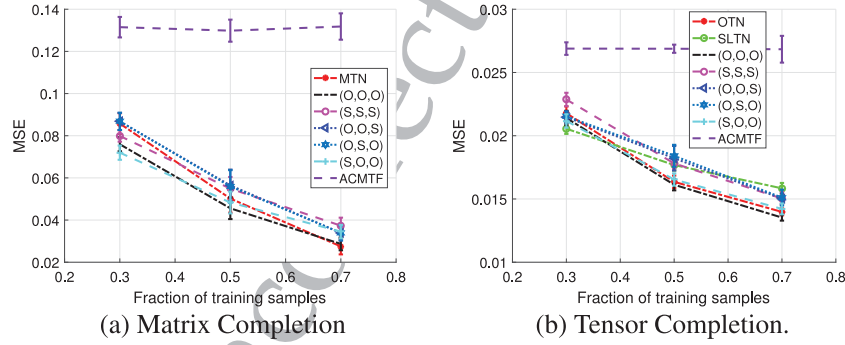 0.14
0.12
0.1
0.08
0.06
0.04
0.02
MSE
0.2 0.3 0.4 0.5 0.6 0.7 0.8
Fraction of training samples
MTN
(O,O,O)
(S,S,S)
(O,O,S)
(O,S,O)
(S,O,O)
ACMTF
(a) Matrix Completion
0.03
0.025
0.02
0.015
0.01
MSE
0.2 0.3 0.4 0.5 0.6 0.7 0.8
Fraction of training samples
OTN
SLTN
(O,O,O)
(S,S,S)
(O,O,S)
(O,S,O)
(S,O,O)
ACMTF
(b) Tensor Completion.